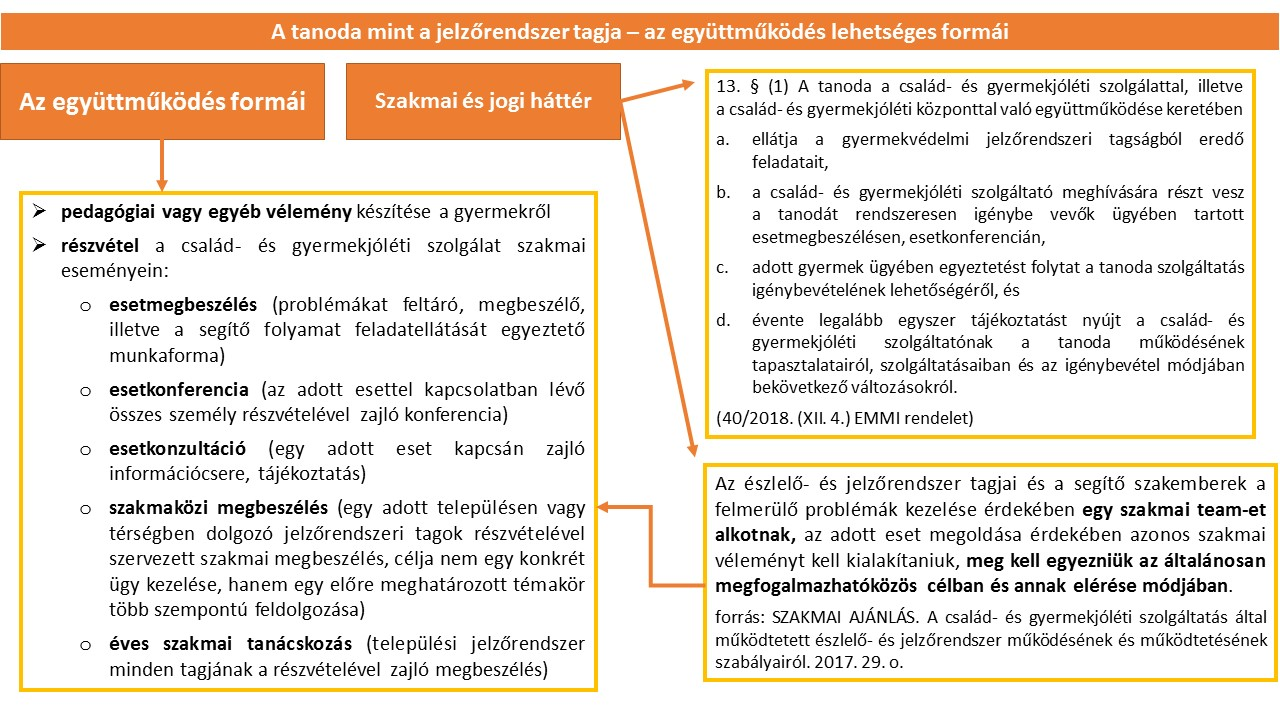 A tanoda mint a jelzőrendszer tagja – az együttműködés lehetséges formái
Az együttműködés formái
Szakmai és jogi háttér
➢ pedagógiai vagy egyéb vélemény készítése a gyermekről
➢ részvétel a család- és gyermekjóléti szolgálat szakmai
eseményein:
o esetmegbeszélés (problémákat feltáró, megbeszélő,
illetve a segítő folyamat feladatellátását egyeztető
munkaforma)
o esetkonferencia (az adott esettel kapcsolatban lévő
összes személy részvételével zajló konferencia)
o esetkonzultáció (egy adott eset kapcsán zajló
információcsere, tájékoztatás)
o szakmaközi megbeszélés (egy adott településen vagy
térségben dolgozó jelzőrendszeri tagok részvételével
szervezett szakmai megbeszélés, célja nem egy konkrét
ügy kezelése, hanem egy előre meghatározott témakör
több szempontú feldolgozása)
o éves szakmai tanácskozás (települési jelzőrendszer
minden tagjának a részvételével zajló megbeszélés)
13. § (1) A tanoda a család- és gyermekjóléti szolgálattal, illetve
a család- és gyermekjóléti központtal való együttműködése keretében
a. ellátja a gyermekvédelmi jelzőrendszeri tagságból eredő
feladatait,
b. a család- és gyermekjóléti szolgáltató meghívására részt vesz
a tanodát rendszeresen igénybe vevők ügyében tartott
esetmegbeszélésen, esetkonferencián,
c. adott gyermek ügyében egyeztetést folytat a tanoda szolgáltatás
igénybevételének lehetőségéről, és
d. évente legalább egyszer tájékoztatást nyújt a család- és
gyermekjóléti szolgáltatónak a tanoda működésének
tapasztalatairól, szolgáltatásaiban és az igénybevétel módjában
bekövetkező változásokról.
(40/2018. (XII. 4.) EMMI rendelet)
Az észlelő- és jelzőrendszer tagjai és a segítő szakemberek a
felmerülő problémák kezelése érdekében egy szakmai team-et
alkotnak, az adott eset megoldása érdekében azonos szakmai
véleményt kell kialakítaniuk, meg kell egyezniük az általánosan
megfogalmazhatóközös célban és annak elérése módjában.
forrás: SZAKMAI AJÁNLÁS. A család- és gyermekjóléti szolgáltatás által
működtetett észlelő- és jelzőrendszer működésének és működtetésének
szabályairól. 2017. 29. o.